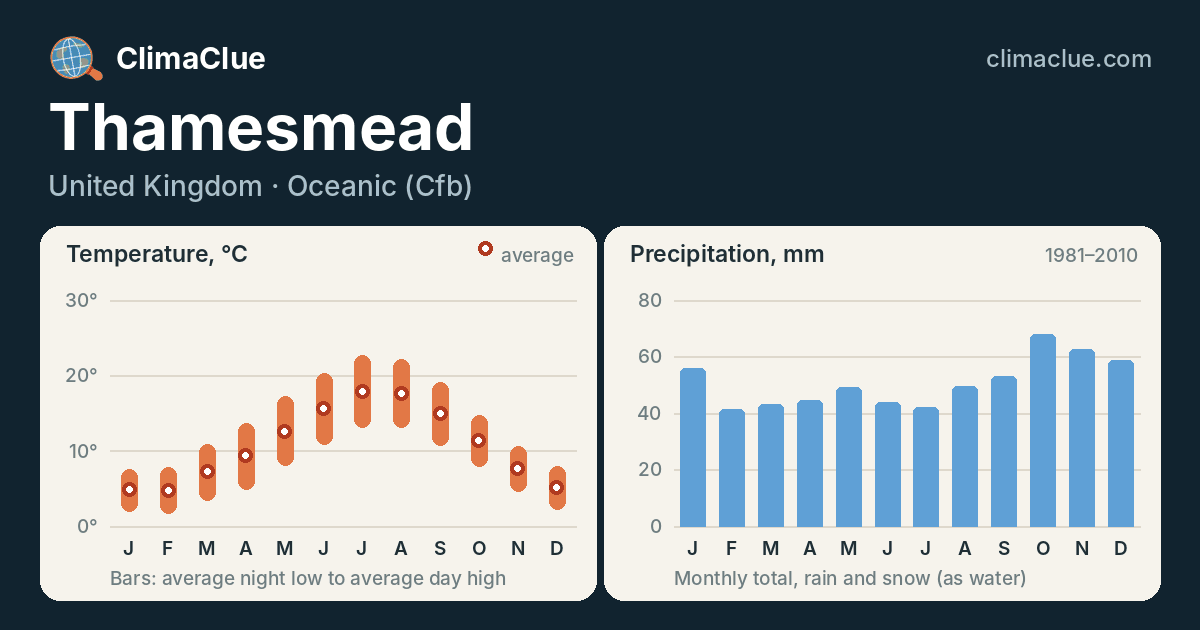 ClimaClue
climaclue.com
Thamesmead
United Kingdom · Oceanic (Cfb)
Temperature, °C
average
30°
20°
10°
0°
J F M A M J J A S O N D
Bars: average night low to average day high
Precipitation, mm
1981–2010
80
60
40
20
0
J F M A M J J A S O N D
Monthly total, rain and snow (as water)